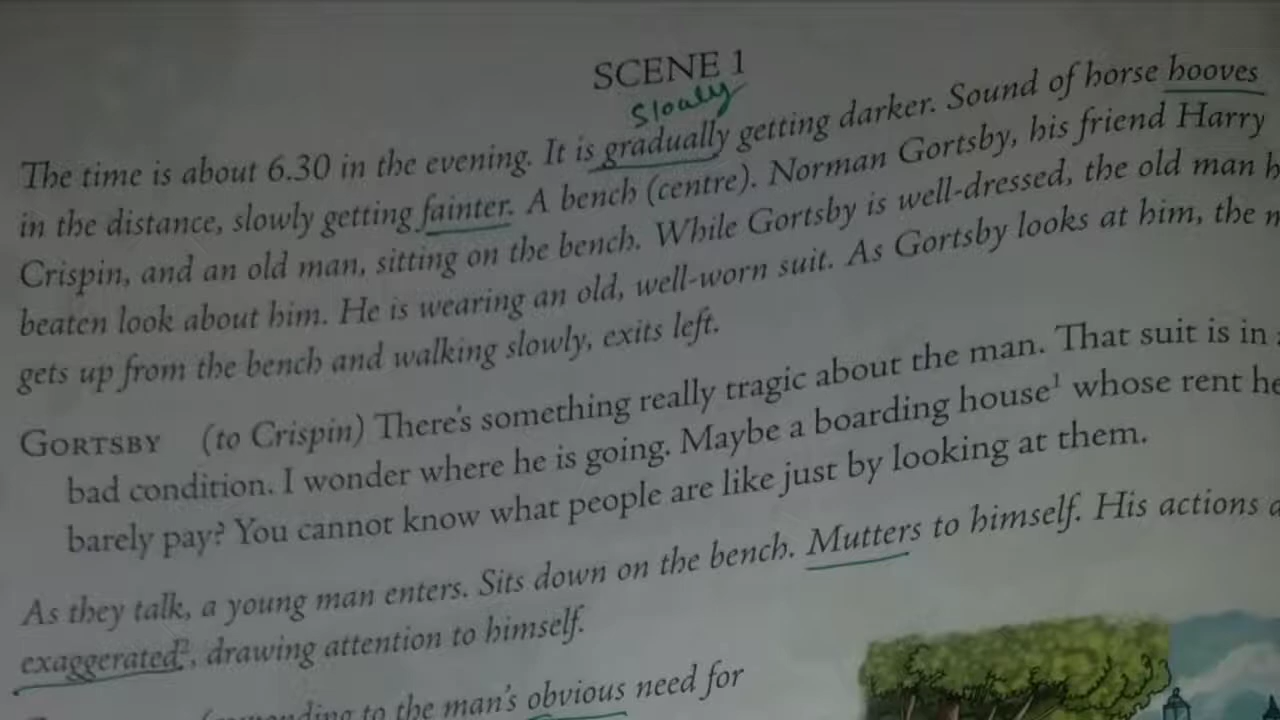 SCENE 1
Slowly
The time is about 6.30 in the evening. It is gradually getting darker. Sound of horse hooves
in the distance, slowly getting fainter. A bench (centre). Norman Gortsby, his friend Harry
Crispin, and an old man, sitting on the bench. While Gortsby is well-dressed, the old man h
beaten look about him. He is wearing an old, well-worn suit. As Gortsby looks at him, the
gets up from the bench and walking slowly, exits left.
GORTSBY (to Crispin) There's something really tragic about the man. That suit is in
bad condition. I wonder where he is going. Maybe a boarding house¹ whose rent he
barely pay? You cannot know what people are like just by looking at them.
As they talk, a young man enters. Sits down on the bench. Mutters to himself. His actions
exaggerated², drawing attention to himself.
to the man's obvious need for